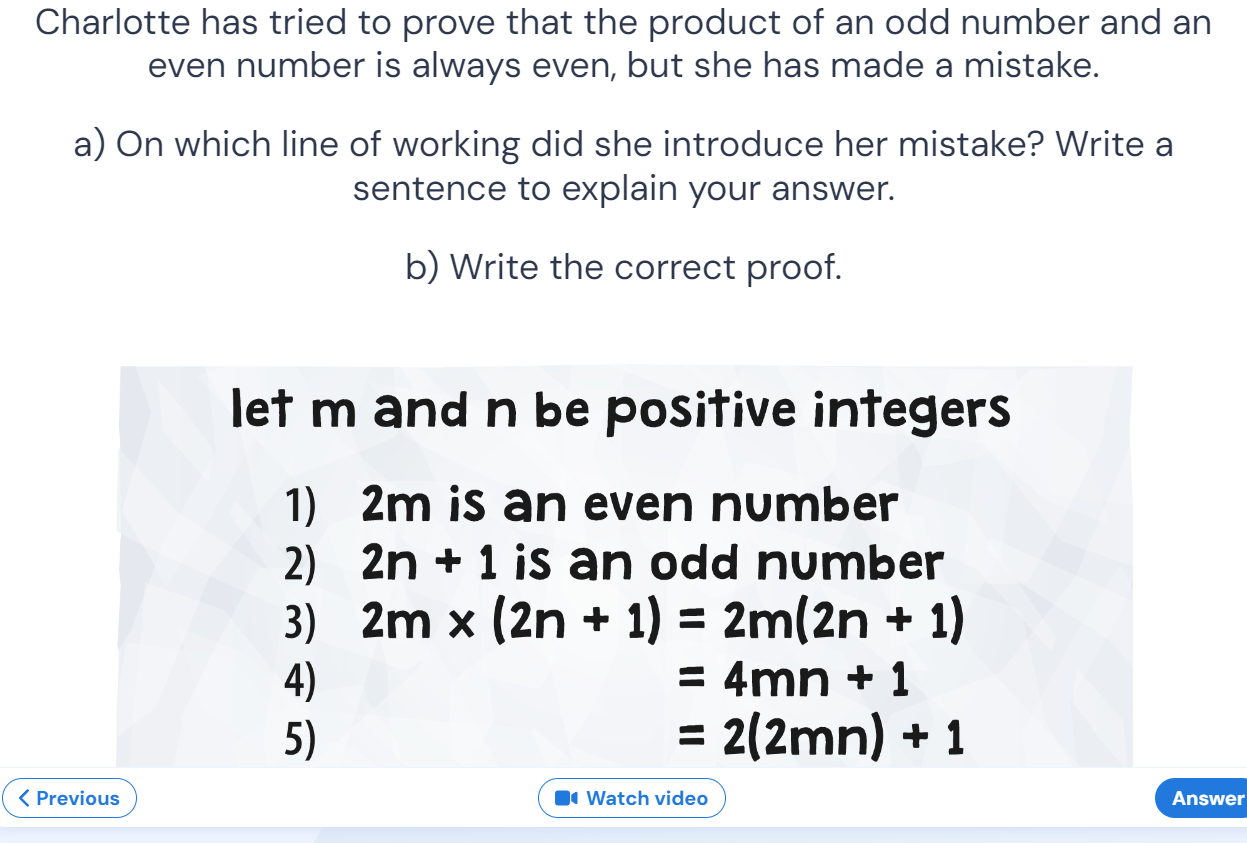 Charlotte has tried to prove that the product of an odd number and an
even number is always even, but she has made a mistake.
a) On which line of working did she introduce her mistake? Write a
sentence to explain your answer.
b) Write the correct proof.
let m and n be positive integers
1) 2m is an even number
2) 2n + 1 is an odd number
3) 2m × (2n + 1) = 2m(2n + 1)
4) = 4mn + 1
5) = 2(2mn) + 1
Previous
Watch video
Answer